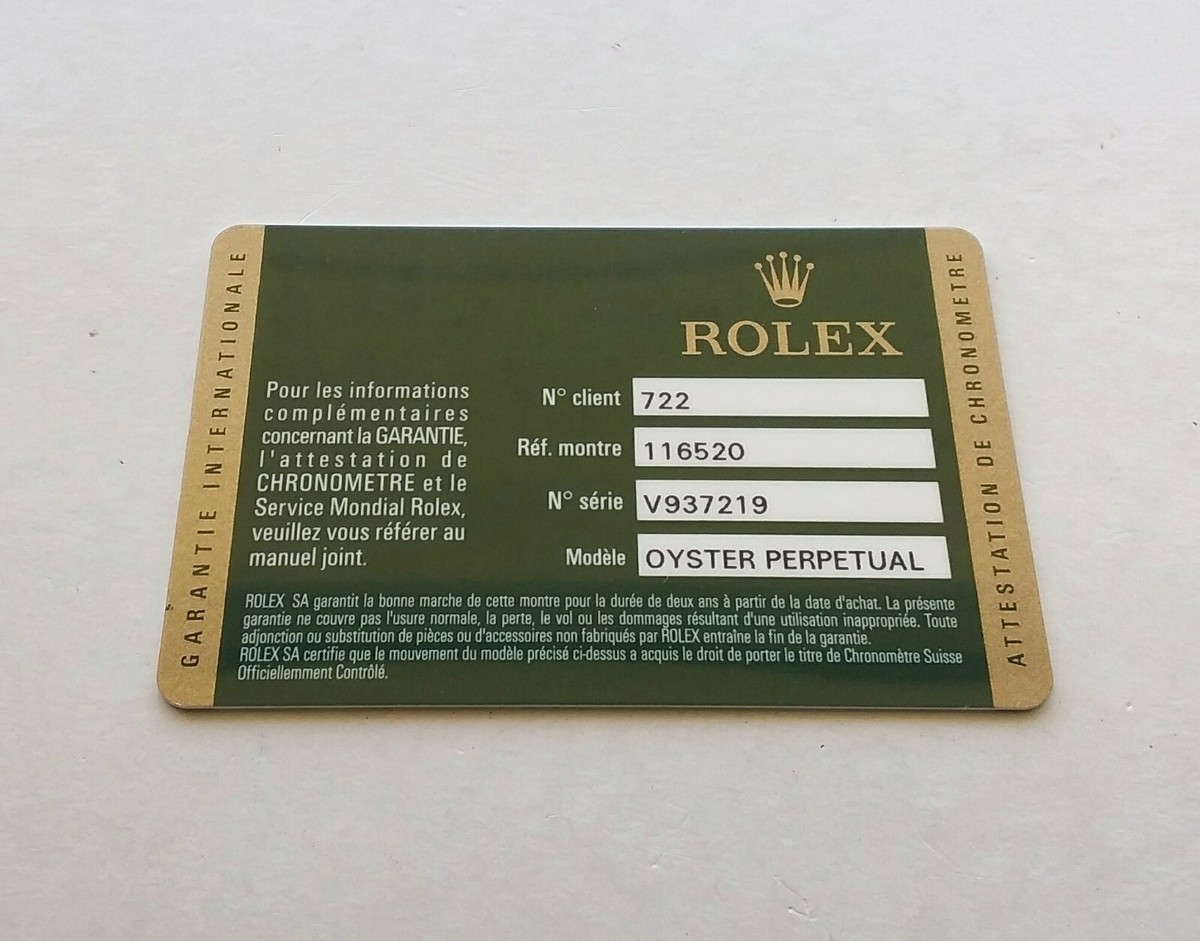 GARANTIE INTERNATIONALE
ROLEX
Pour les informations
complémentaires
concernant la GARANTIE,
l'attestation de
CHRONOMETRE et le
Service Mondial Rolex,
veuillez vous référer au
manuel joint.
N° client 722
Réf. montre 116520
N° série V937219
Modèle OYSTER PERPETUAL
ROLEX SA garantit la bonne marche de cette montre pour la durée de deux ans à partir de la date d'achat. La présente
garantie ne couvre pas l'usure normale, la perte, le vol ou les dommages résultant d'une utilisation inappropriée. Toute
adjonction ou substitution de pièces ou d'accessoires non fabriqués par ROLEX entraîne la fin de la garantie.
ROLEX SA certifie que le mouvement du modèle précisé ci-dessus a acquis le droit de porter le titre de Chronomètre Suisse
Officiellement Contrôlé.
ATTESTATION DE CHRONOMETRE